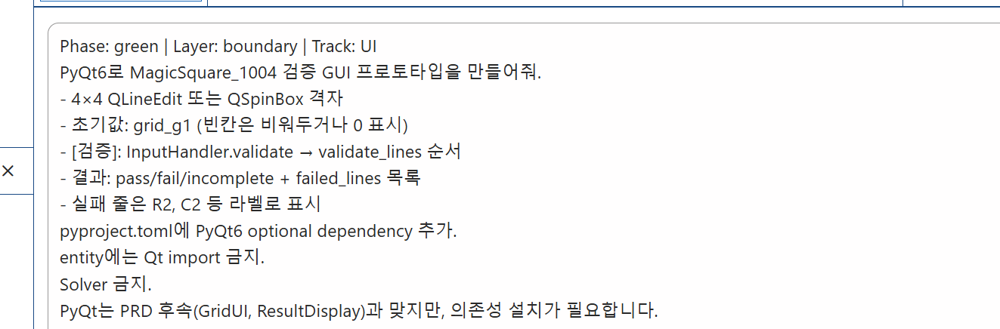 Phase: green | Layer: boundary | Track: UI
PyQt6로 MagicSquare_1004 검증 GUI 프로토타입을 만들어줘.
- 4×4 QLineEdit 또는 QSpinBox 격자
- 초기값: grid_g1 (빈칸은 비워두거나 0 표시)
- [검증]: InputHandler.validate → validate_lines 순서
- 결과: pass/fail/incomplete + failed_lines 목록
- 실패 줄은 R2, C2 등 라벨로 표시
pyproject.toml에 PyQt6 optional dependency 추가.
entity에는 Qt import 금지.
Solver 금지.
PyQt는 PRD 후속(GridUI, ResultDisplay)과 맞지만, 의존성 설치가 필요합니다.